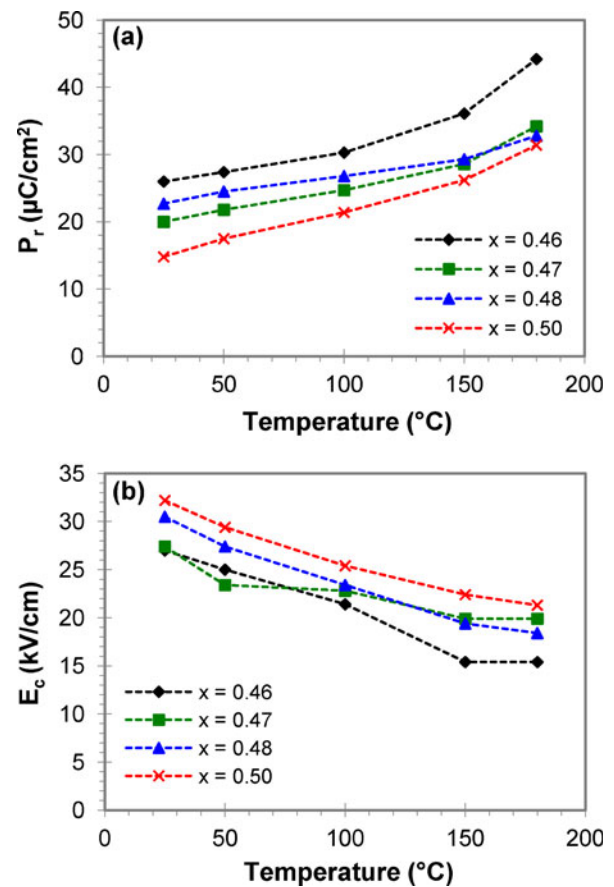 (a)
50
40
30
20
10
0
P_r (µC/cm²)
x = 0.46
x = 0.47
x = 0.48
x = 0.50
0 50 100 150 200
Temperature (°C)
(b)
35
30
25
20
15
10
5
0
E_c (kV/cm)
x = 0.46
x = 0.47
x = 0.48
x = 0.50
0 50 100 150 200
Temperature (°C)